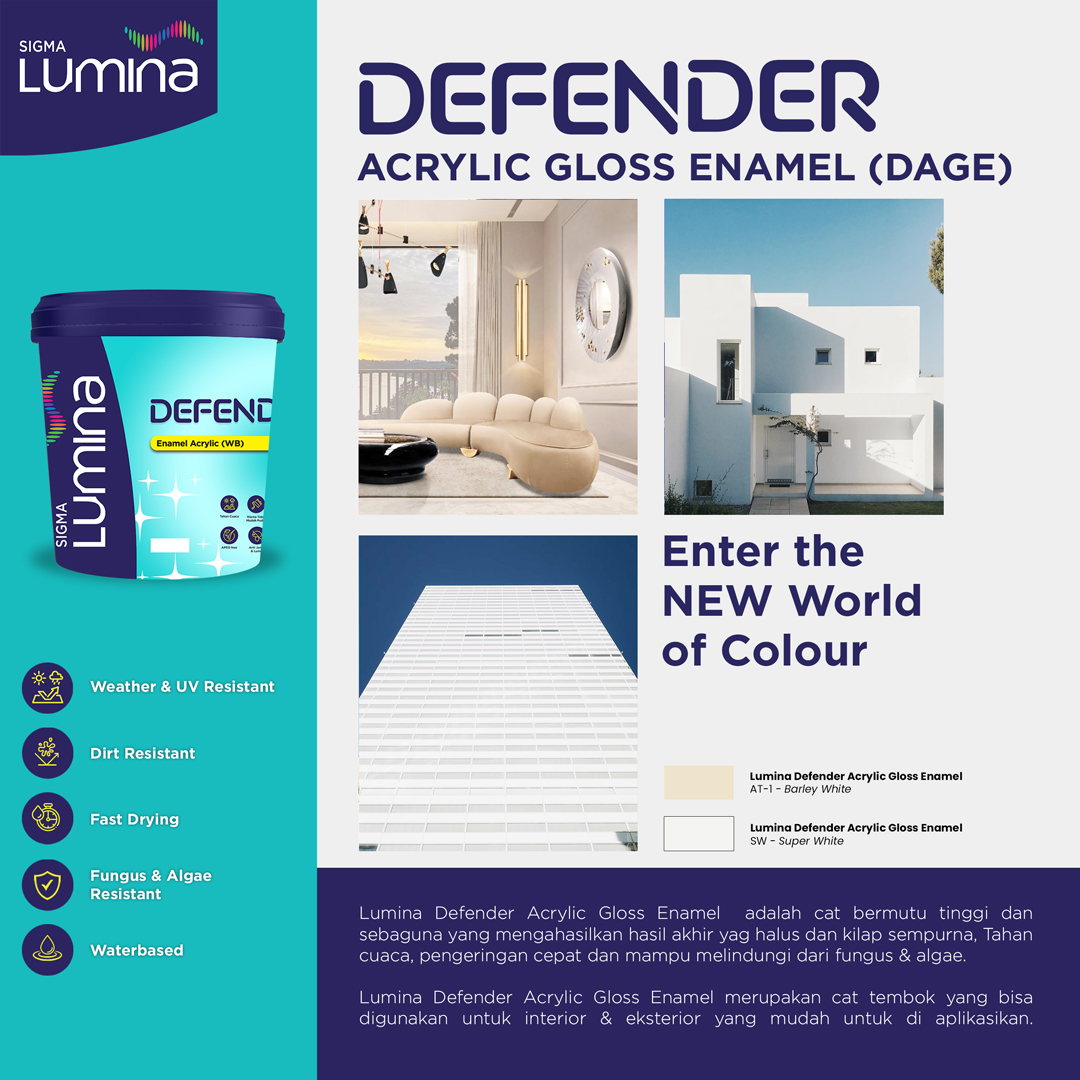 SIGMA
LUMINA
DEFENDER
ACRYLIC GLOSS ENAMEL (DAGE)
SIGMA
LUMINA
DEFEND
Enamel Acrylic (WB)
Tahan Cuaca
APEO free
Enter the
NEW World
of Colour
Weather & UV Resistant
Dirt Resistant
Fast Drying
Fungus & Algae
Resistant
Waterbased
Lumina Defender Acrylic Gloss Enamel
AT-1 - Barley White
Lumina Defender Acrylic Gloss Enamel
SW - Super White
Lumina Defender Acrylic Gloss Enamel adalah cat bermutu tinggi dan
sebaguna yang mengahasilkan hasil akhir yag halus dan kilap sempurna, Tahan
cuaca, pengeringan cepat dan mampu melindungi dari fungus & algae.
Lumina Defender Acrylic Gloss Enamel merupakan cat tembok yang bisa
digunakan untuk interior & eksterior yang mudah untuk di aplikasikan.